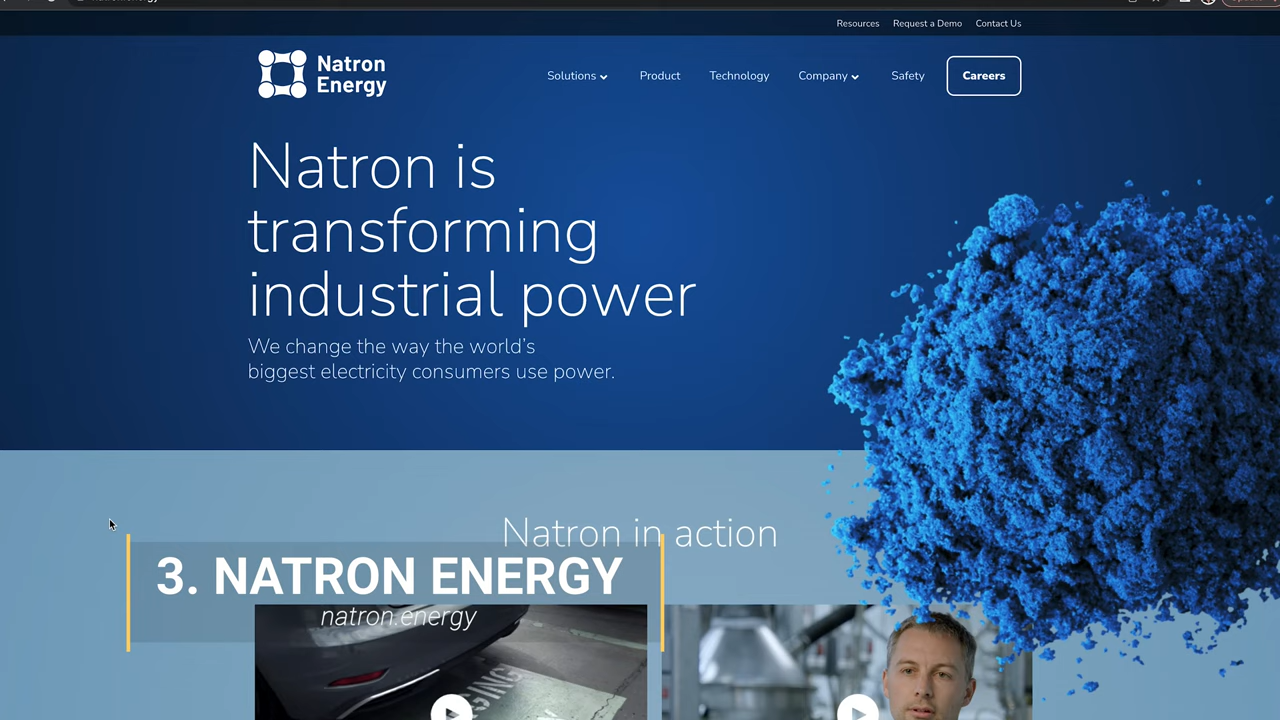 Resources Request a Demo Contact Us
Natron
Energy
Solutions Product Technology Company Safety Careers
Natron is
transforming
industrial power
We change the way the world's
biggest electricity consumers use power.
Natron in action
3. NATRON ENERGY
natron.energy